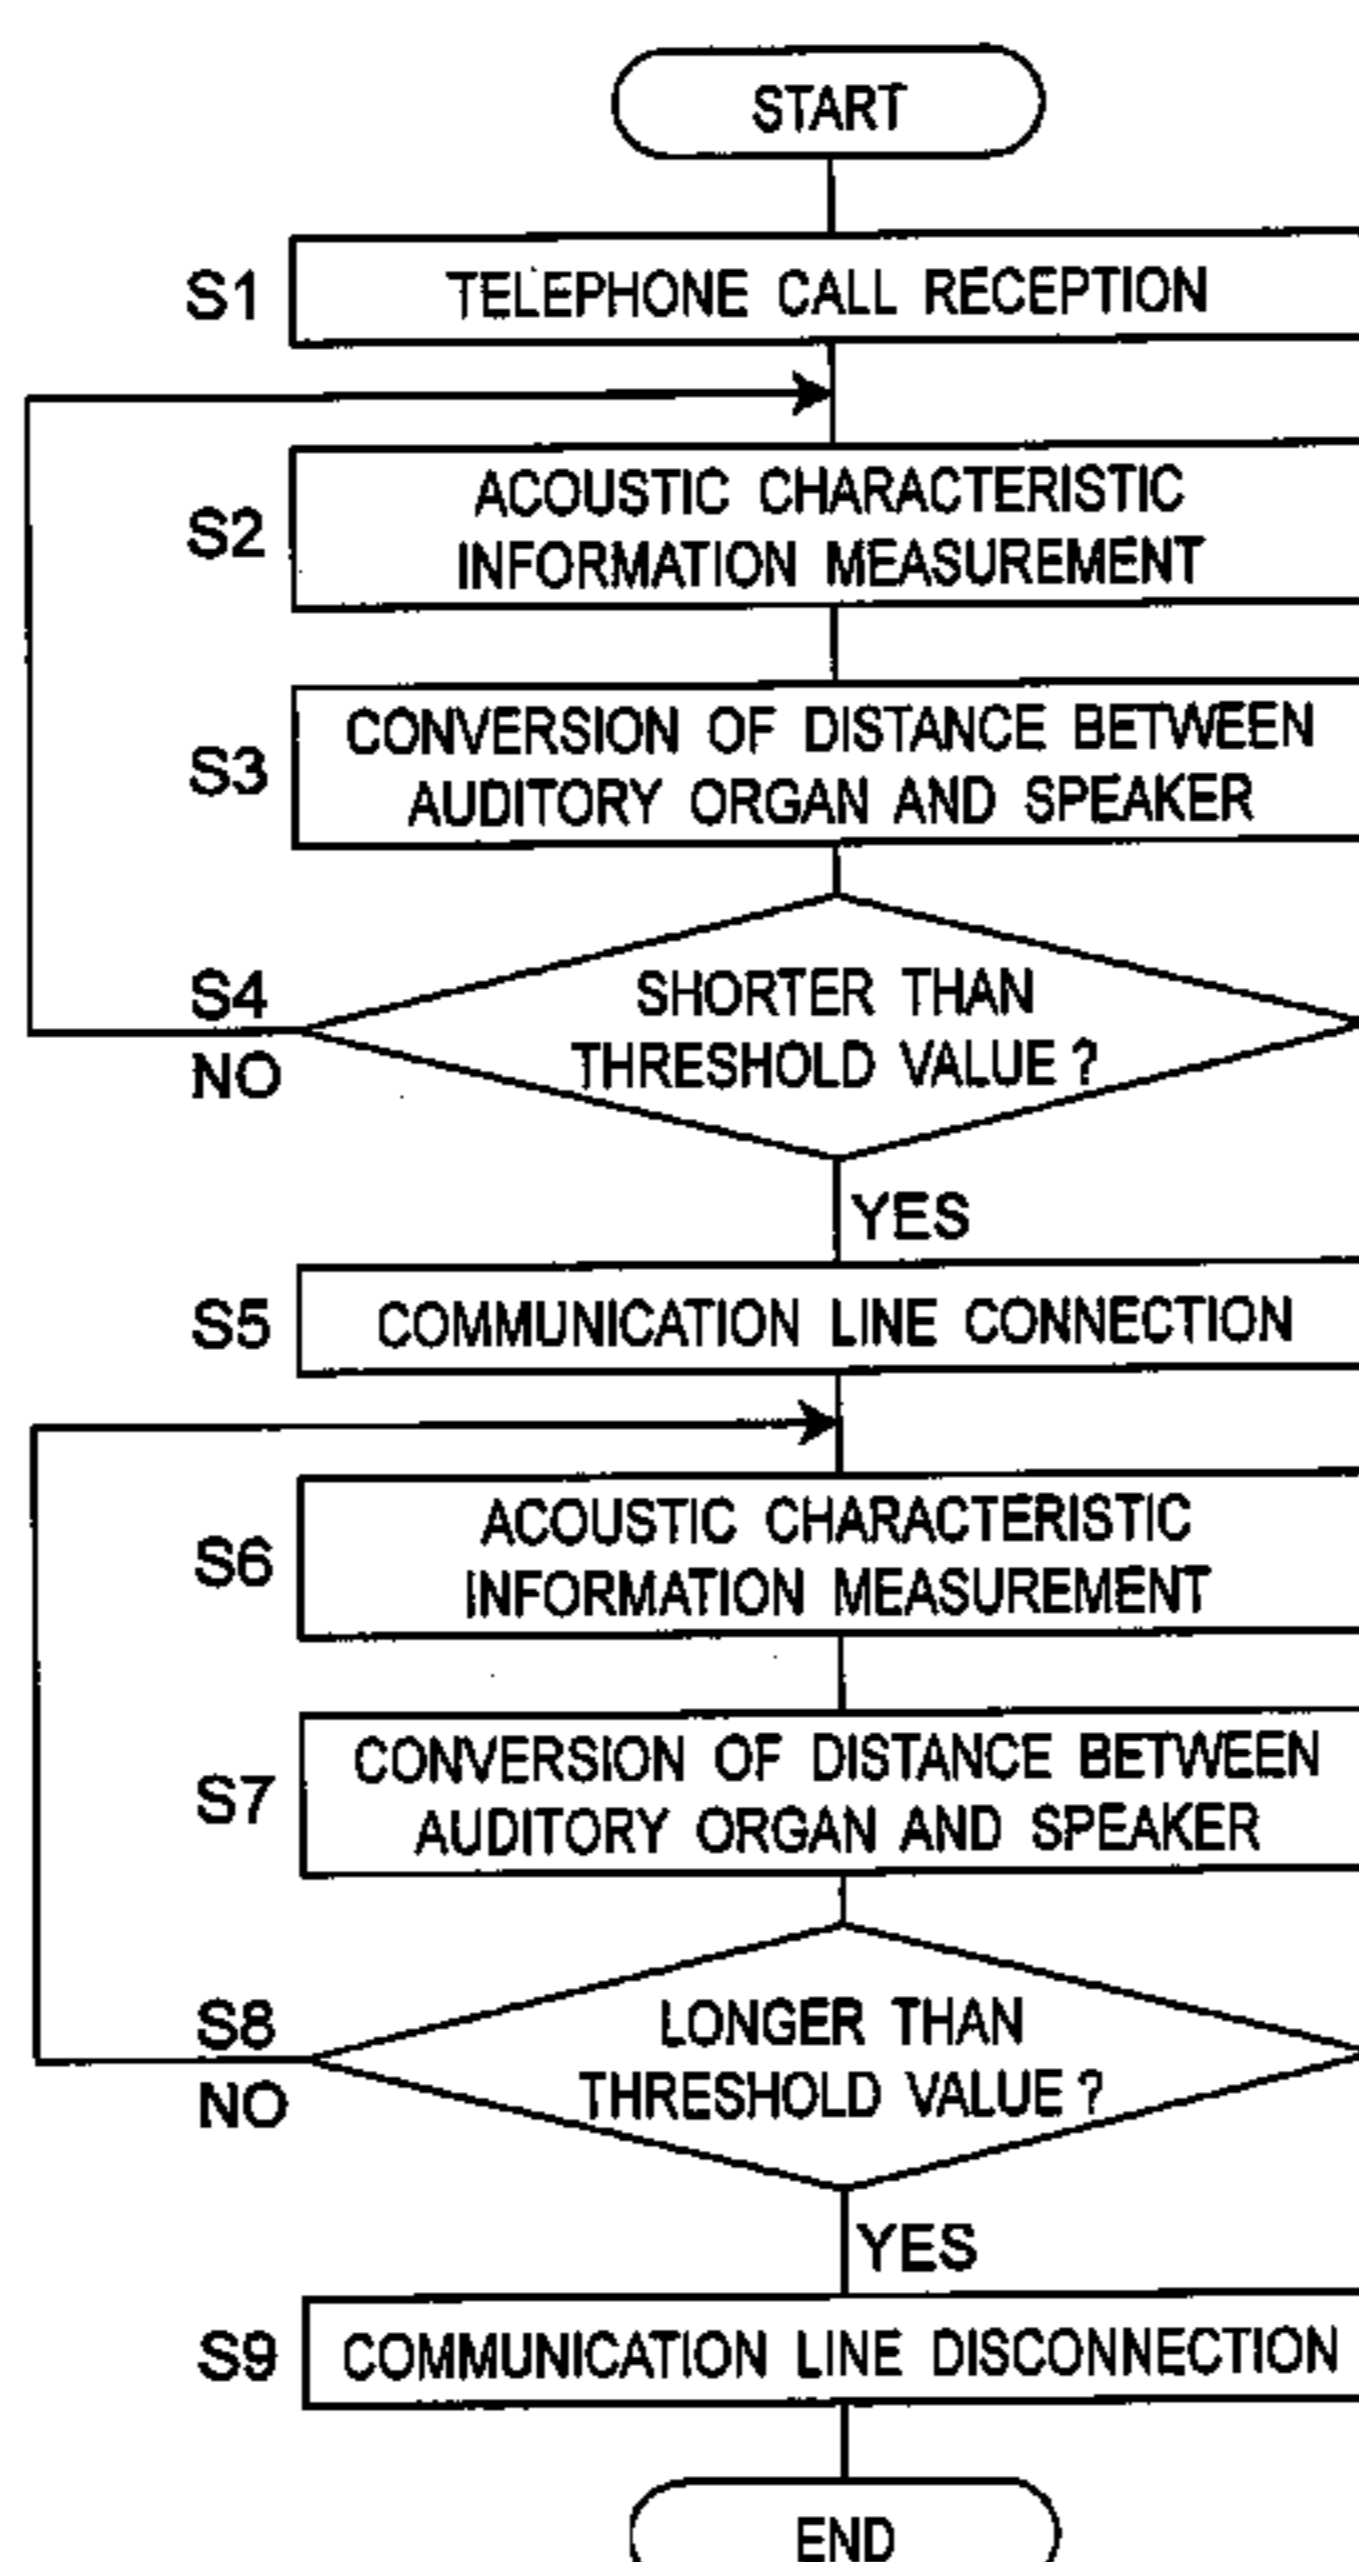 START
S1 TELEPHONE CALL RECEPTION
S2 ACOUSTIC CHARACTERISTIC
INFORMATION MEASUREMENT
S3 CONVERSION OF DISTANCE BETWEEN
AUDITORY ORGAN AND SPEAKER
S4 SHORTER THAN
NO THRESHOLD VALUE ?
YES
S5 COMMUNICATION LINE CONNECTION
S6 ACOUSTIC CHARACTERISTIC
INFORMATION MEASUREMENT
S7 CONVERSION OF DISTANCE BETWEEN
AUDITORY ORGAN AND SPEAKER
S8 LONGER THAN
NO THRESHOLD VALUE ?
YES
S9 COMMUNICATION LINE DISCONNECTION
END